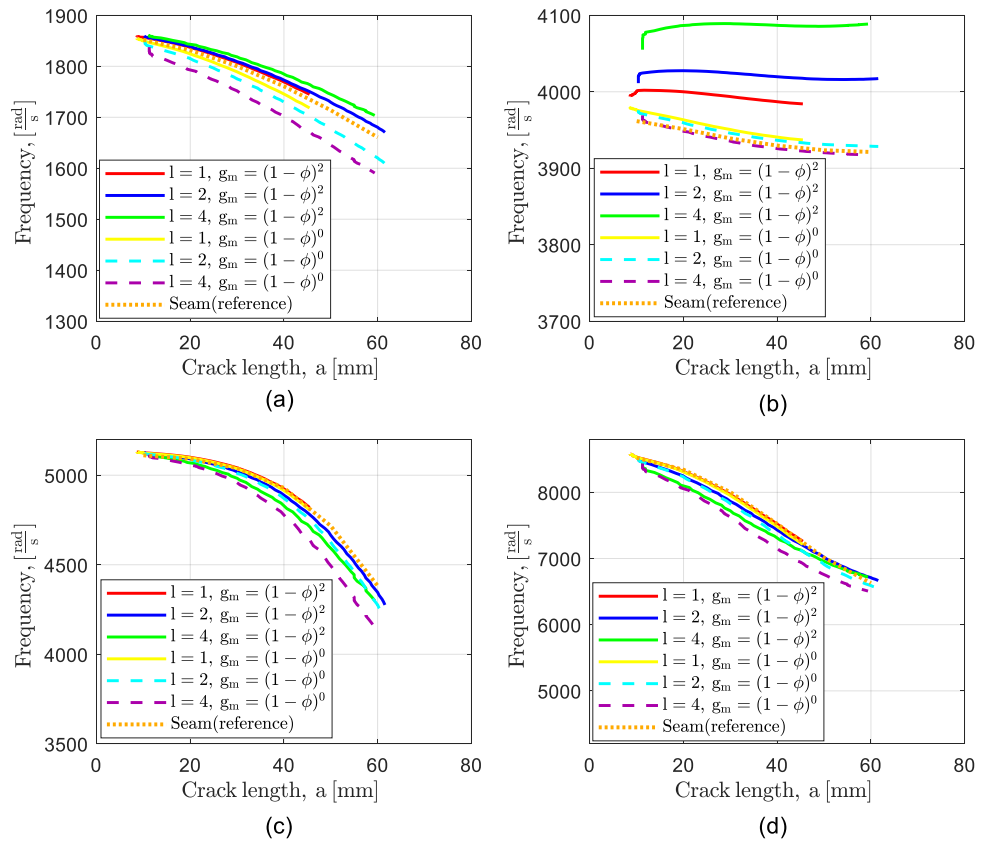 1900
1800
1700
1600
1500
1400
1300
0 20 40 60 80
Frequency, [rad/s]
Crack length, a [mm]
l = 1, g_m = (1−ϕ)^2
l = 2, g_m = (1−ϕ)^2
l = 4, g_m = (1−ϕ)^2
l = 1, g_m = (1−ϕ)^0
l = 2, g_m = (1−ϕ)^0
l = 4, g_m = (1−ϕ)^0
Seam(reference)
(a)
4100
4000
3900
3800
3700
0 20 40 60 80
Frequency, [rad/s]
Crack length, a [mm]
l = 1, g_m = (1−ϕ)^2
l = 2, g_m = (1−ϕ)^2
l = 4, g_m = (1−ϕ)^2
l = 1, g_m = (1−ϕ)^0
l = 2, g_m = (1−ϕ)^0
l = 4, g_m = (1−ϕ)^0
Seam(reference)
(b)
5000
4500
4000
3500
0 20 40 60 80
Frequency, [rad/s]
Crack length, a [mm]
l = 1, g_m = (1−ϕ)^2
l = 2, g_m = (1−ϕ)^2
l = 4, g_m = (1−ϕ)^2
l = 1, g_m = (1−ϕ)^0
l = 2, g_m = (1−ϕ)^0
l = 4, g_m = (1−ϕ)^0
Seam(reference)
(c)
8000
7000
6000
5000
0 20 40 60 80
Frequency, [rad/s]
Crack length, a [mm]
l = 1, g_m = (1−ϕ)^2
l = 2, g_m = (1−ϕ)^2
l = 4, g_m = (1−ϕ)^2
l = 1, g_m = (1−ϕ)^0
l = 2, g_m = (1−ϕ)^0
l = 4, g_m = (1−ϕ)^0
Seam(reference)
(d)